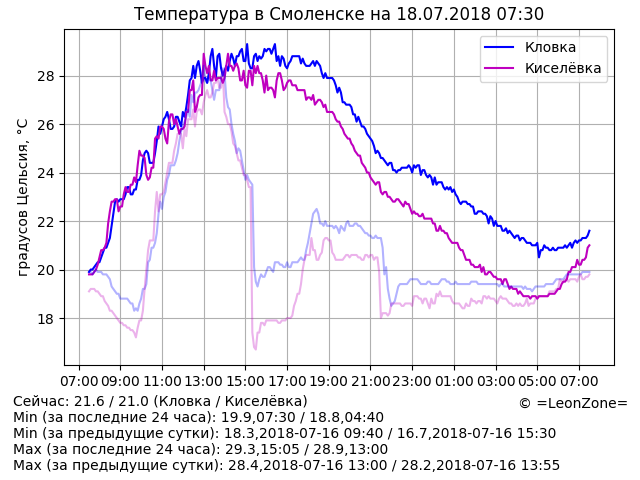 Температура в Смоленске на 18.07.2018 07:30
Кловка
Киселёвка
градусов Цельсия, °C
28
26
24
22
20
18
07:00 09:00 11:00 13:00 15:00 17:00 19:00 21:00 23:00 01:00 03:00 05:00 07:00
Сейчас: 21.6 / 21.0 (Кловка / Киселёвка)
© =LeonZone=
Min (за последние 24 часа): 19.9,07:30 / 18.8,04:40
Min (за предыдущие сутки): 18.3,2018-07-16 09:40 / 16.7,2018-07-16 15:30
Max (за последние 24 часа): 29.3,15:05 / 28.9,13:00
Max (за предыдущие сутки): 28.4,2018-07-16 13:00 / 28.2,2018-07-16 13:55